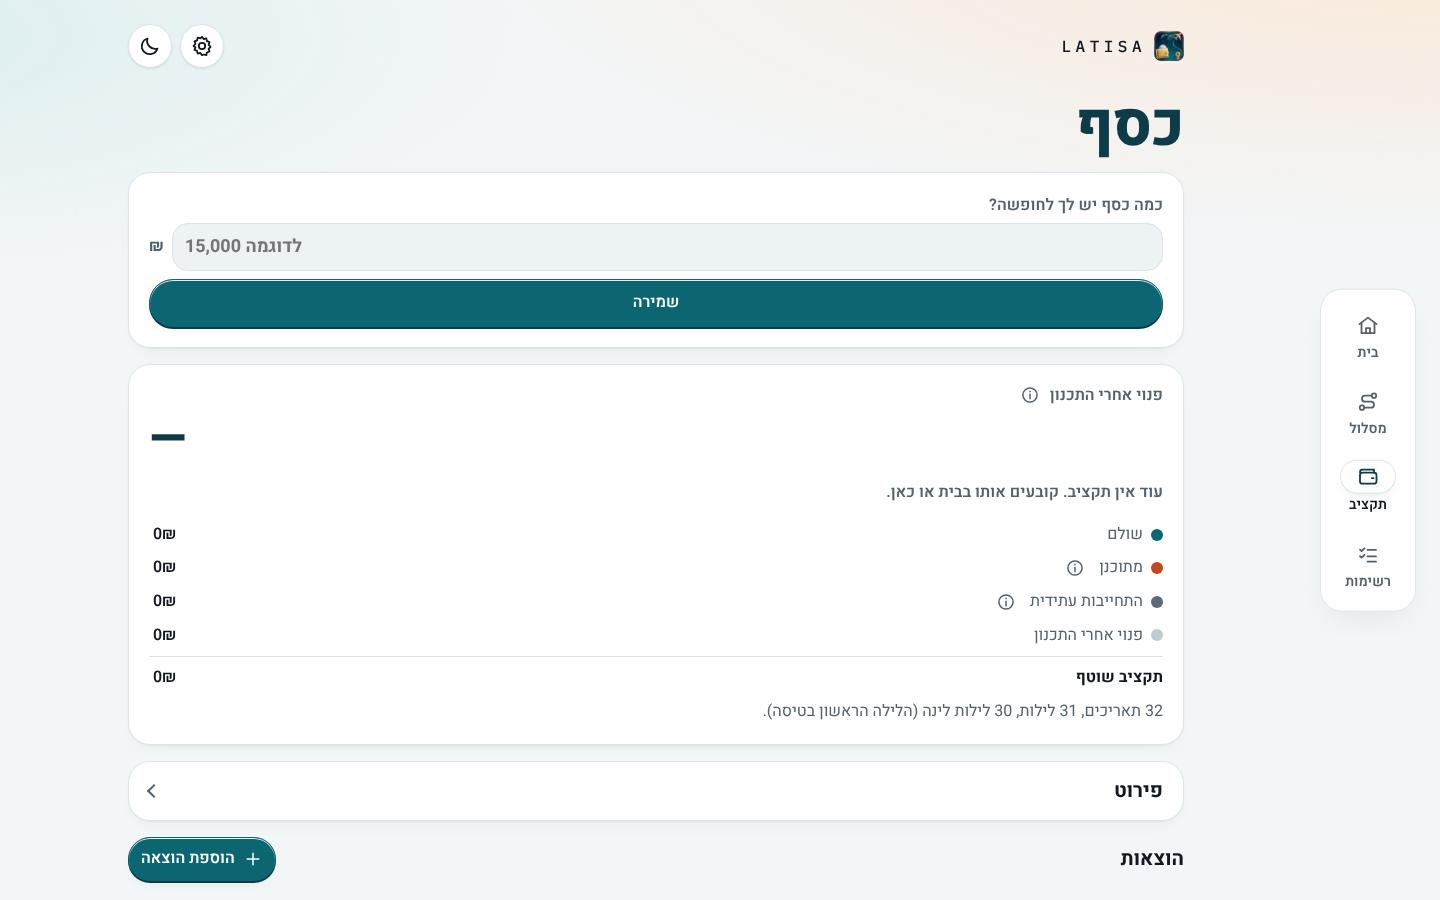 LATISA
כסף
כמה כסף יש לך לחופשה?
לדוגמה 15,000
₪
שמירה
פנוי אחרי התכנון
—
עוד אין תקציב. קובעים אותו בבית או כאן.
שולם
0₪
מתוכנן
0₪
התחייבות עתידית
0₪
פנוי אחרי התכנון
0₪
תקציב שוטף
0₪
32 תאריכים, 31 לילות, 30 לילות לינה (הלילה הראשון בטיסה).
פירוט
הוצאות
הוספת הוצאה
בית
מסלול
תקציב
רשימות